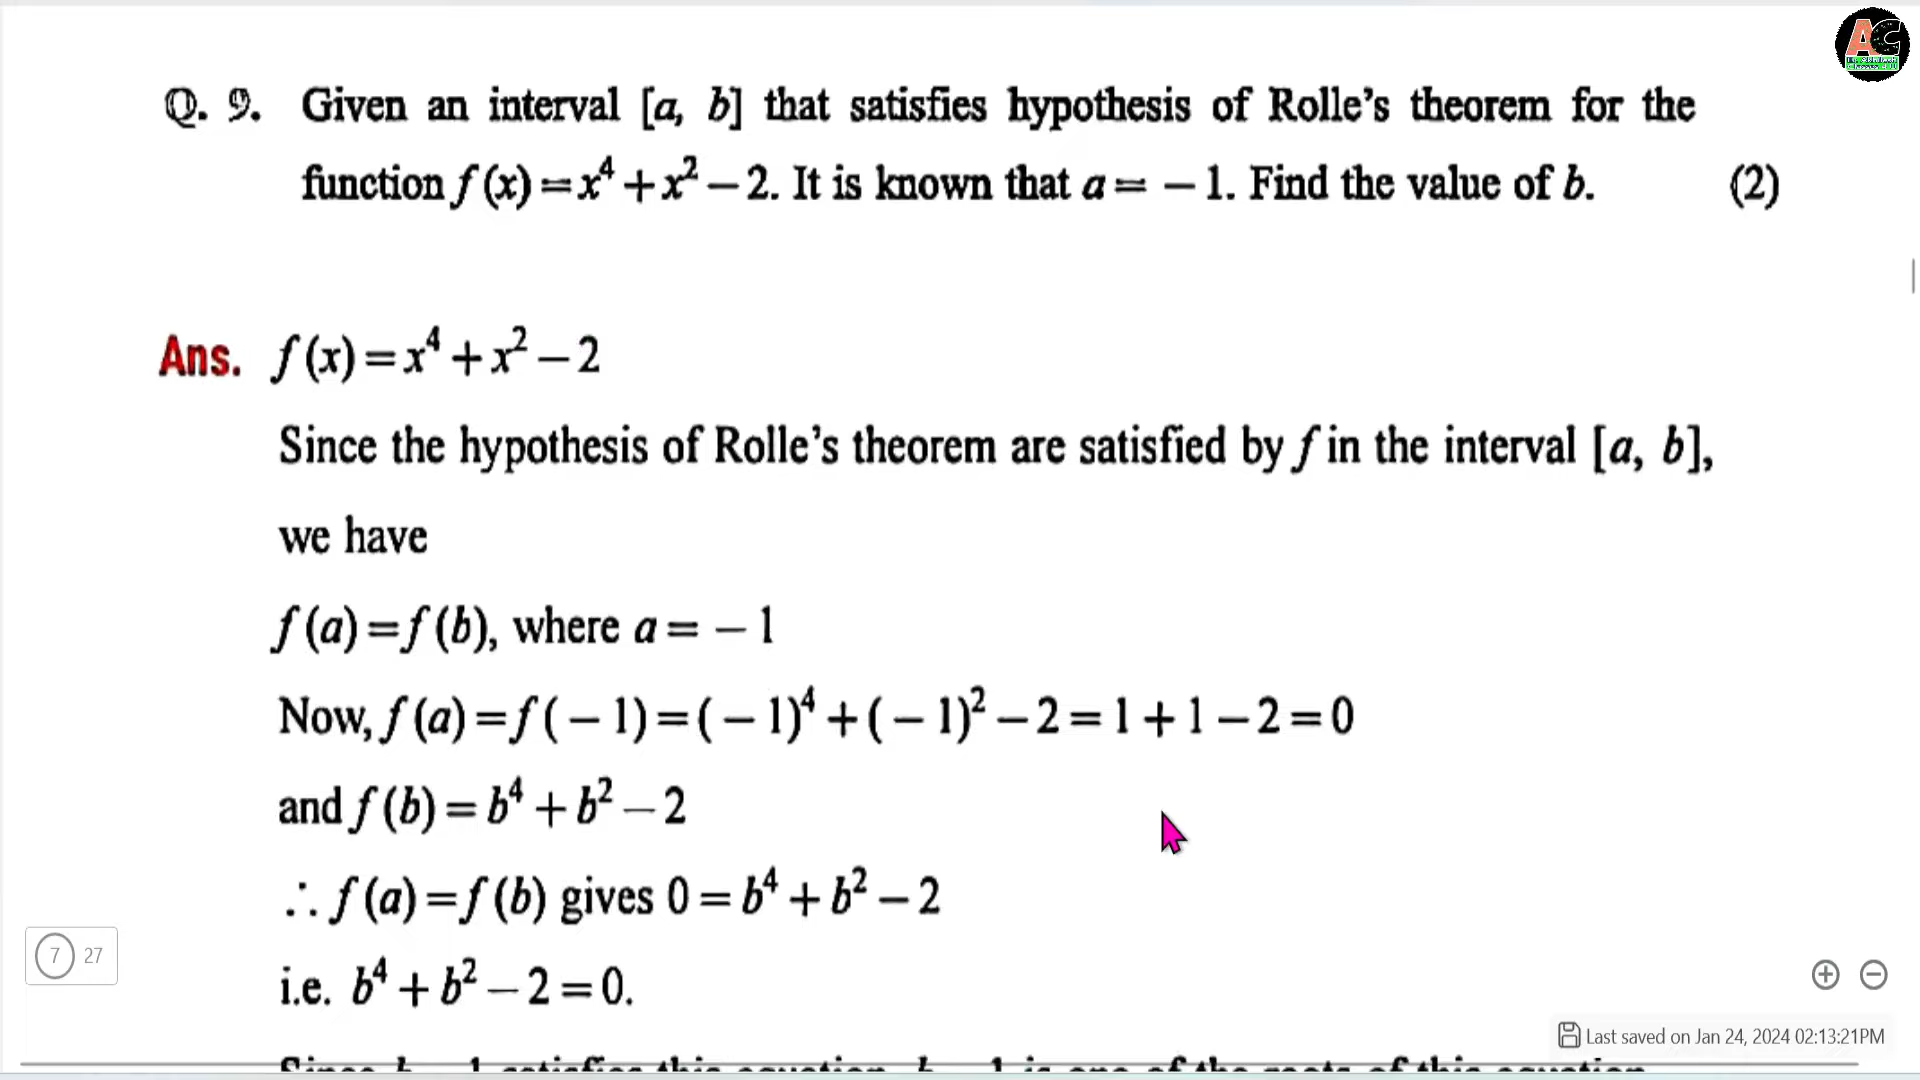 AC
Q. 9. Given an interval [a, b] that satisfies hypothesis of Rolle's theorem for the
function f (x) = x⁴ + x² – 2. It is known that a = – 1. Find the value of b. (2)
Ans. f (x) = x⁴ + x² – 2
Since the hypothesis of Rolle's theorem are satisfied by f in the interval [a, b],
we have
f (a) = f (b), where a = – 1
Now, f (a) = f ( – 1) = ( – 1)⁴ + ( – 1)² – 2 = 1 + 1 – 2 = 0
and f (b) = b⁴ + b² – 2
∴ f (a) = f (b) gives 0 = b⁴ + b² – 2
i.e. b⁴ + b² – 2 = 0.
7 27
Last saved on Jan 24, 2024 02:13:21PM